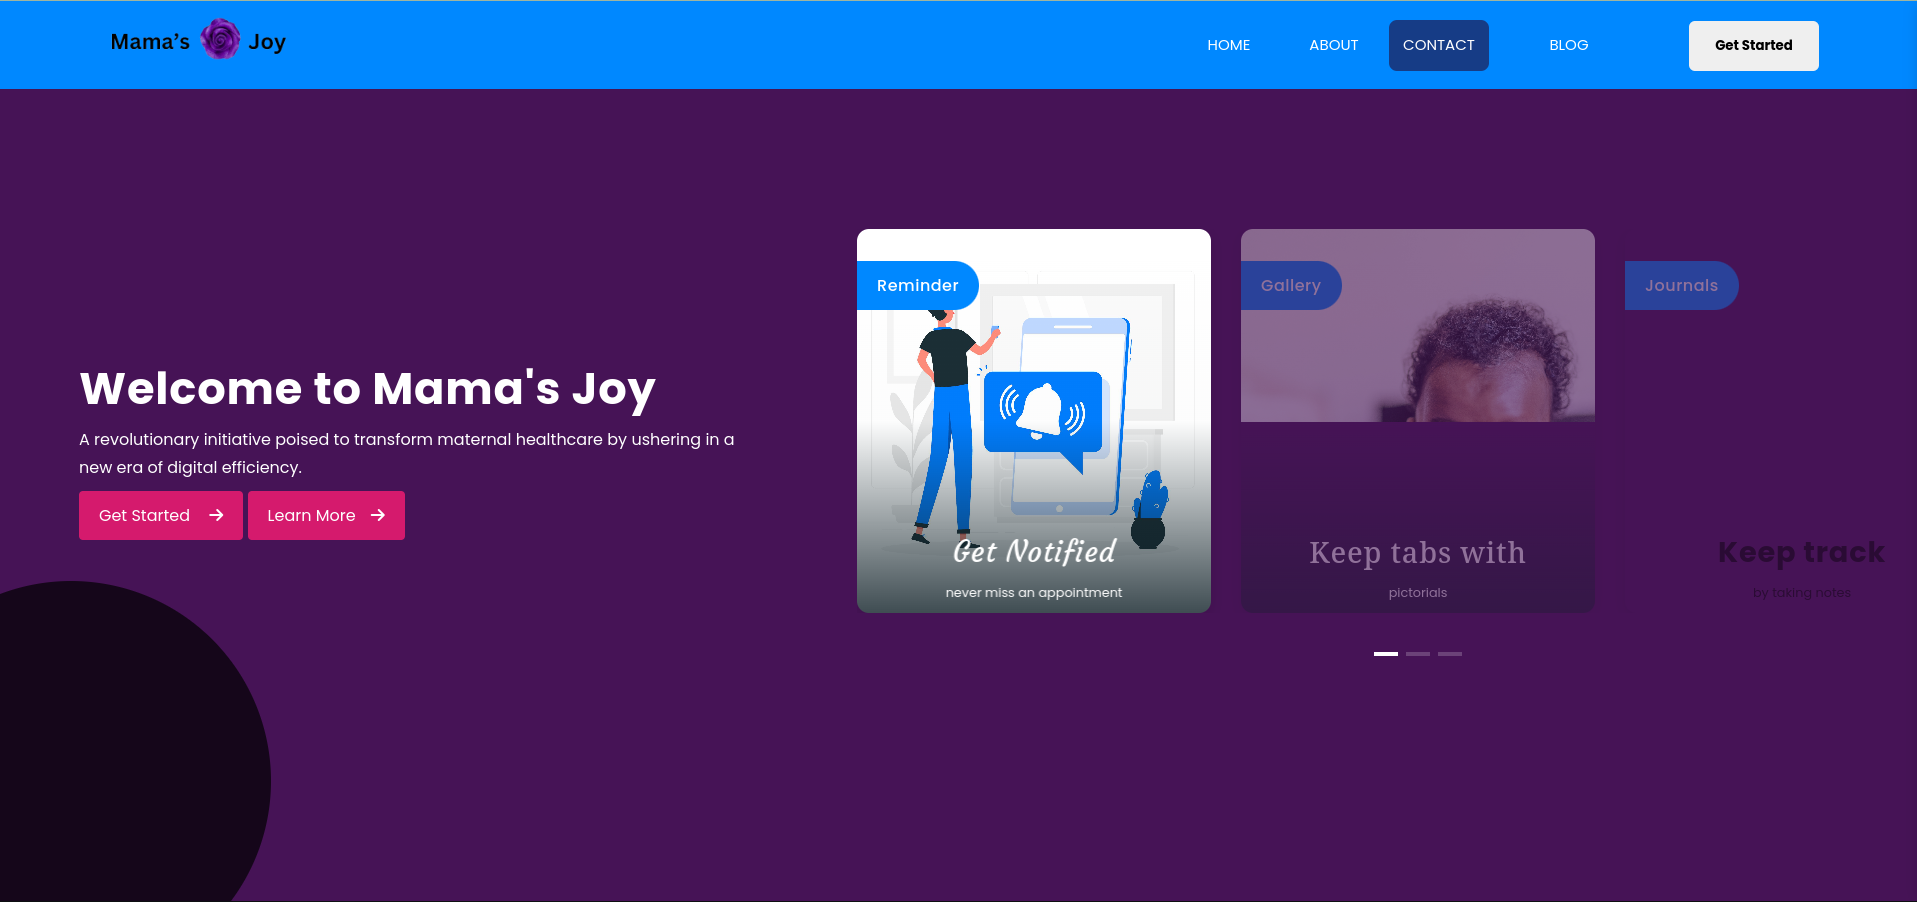 Mama's Joy
HOME
ABOUT
CONTACT
BLOG
Get Started
Welcome to Mama's Joy
A revolutionary initiative poised to transform maternal healthcare by ushering in a
new era of digital efficiency.
Get Started
Learn More
Reminder
Get Notified
never miss an appointment
Gallery
Keep tabs with
pictorials
Journals
Keep track
by taking notes